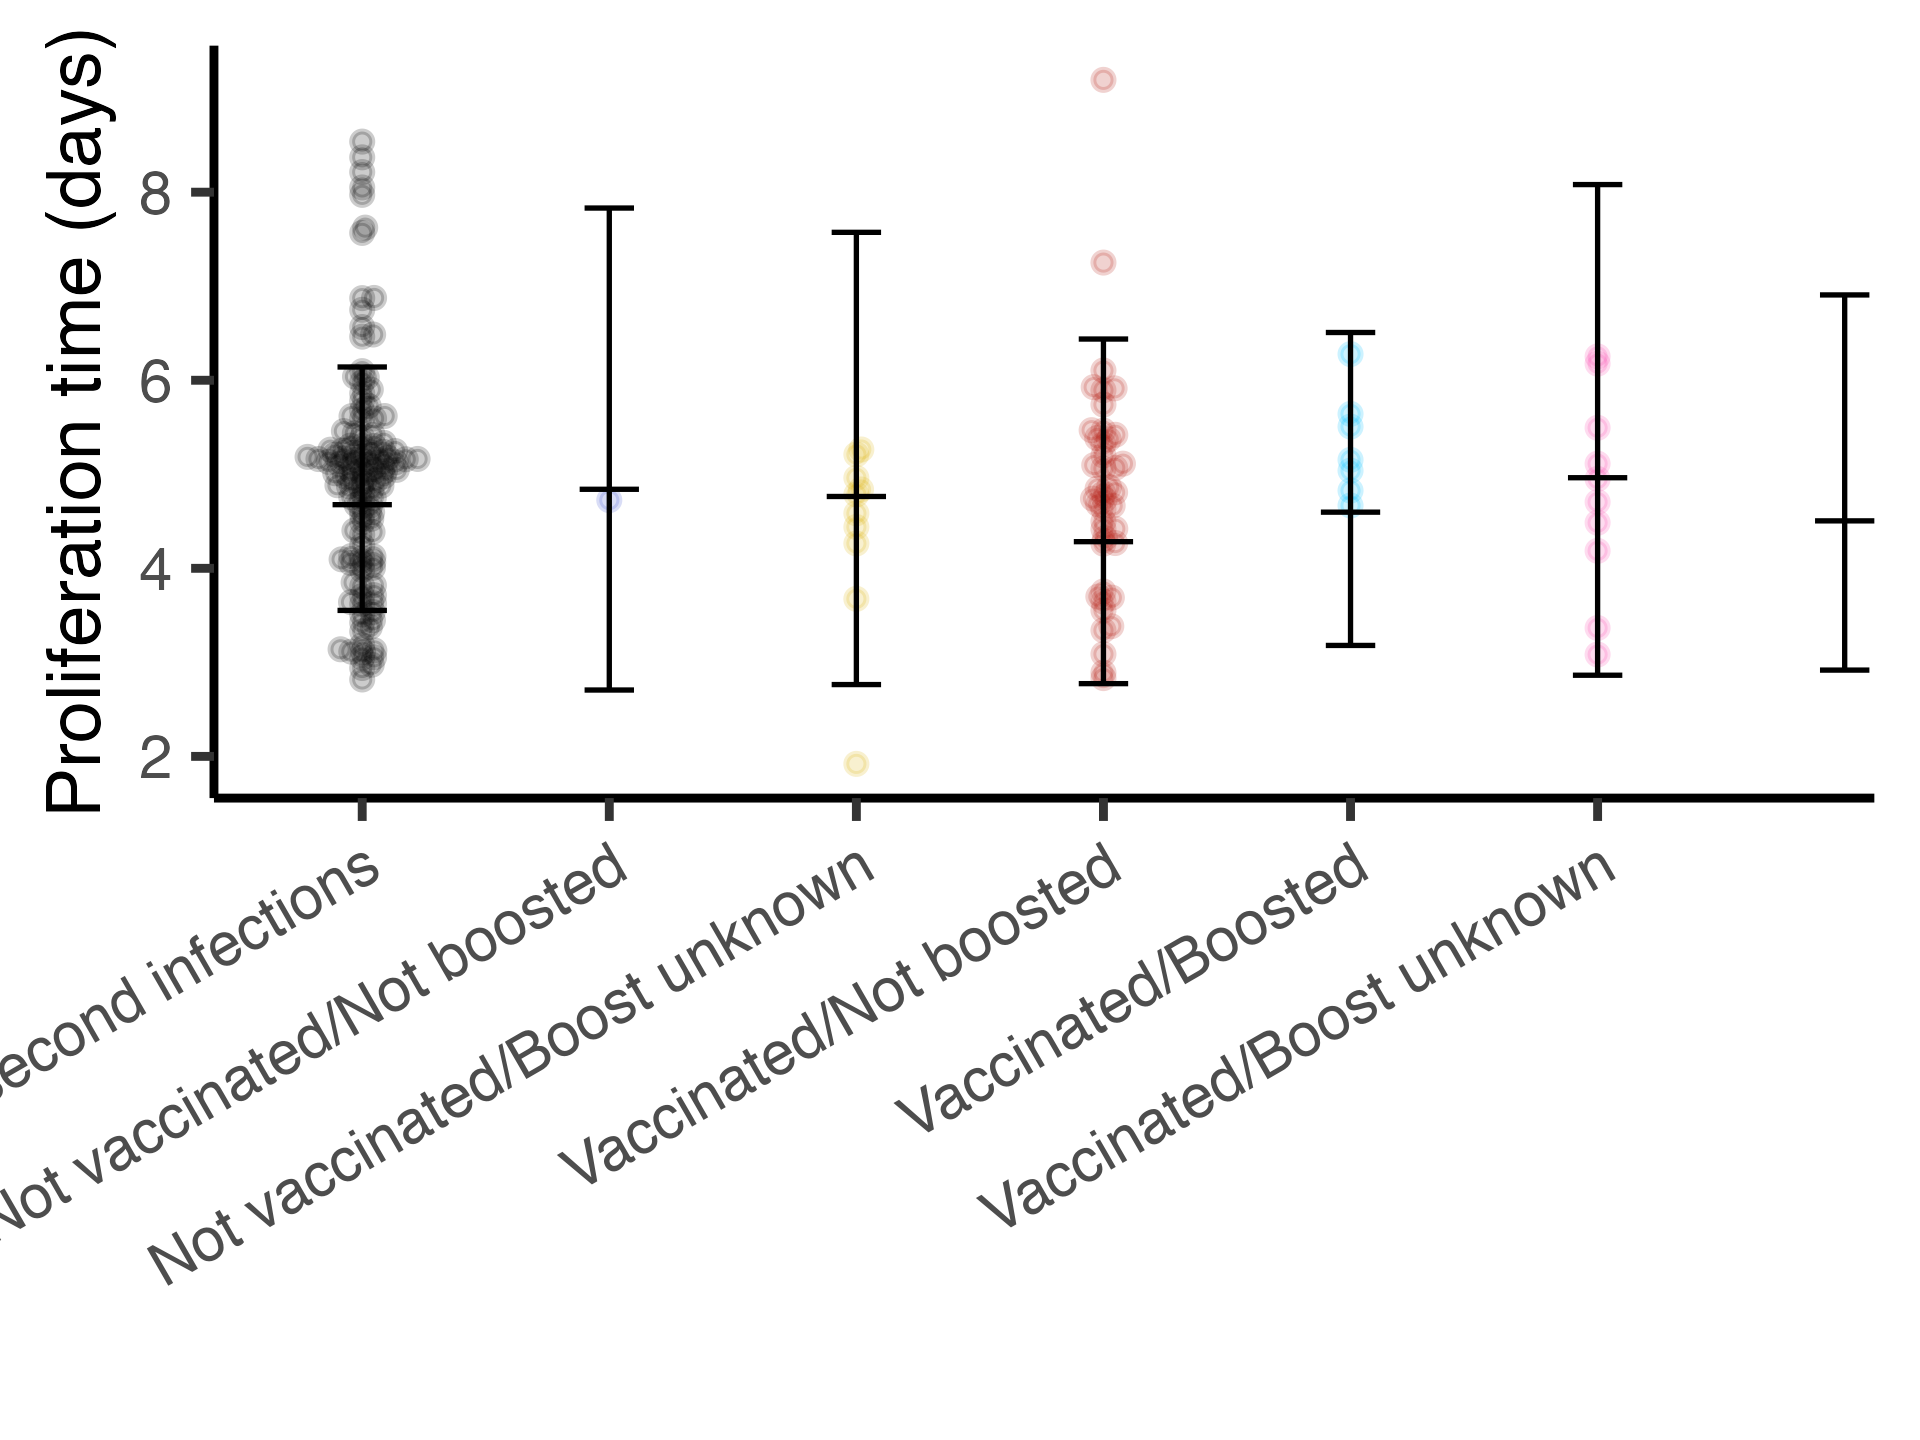 Proliferation time (days)
8
6
4
2
second infections
Not vaccinated/Not boosted
Not vaccinated/Boost unknown
Vaccinated/Not boosted
Vaccinated/Boosted
Vaccinated/Boost unknown